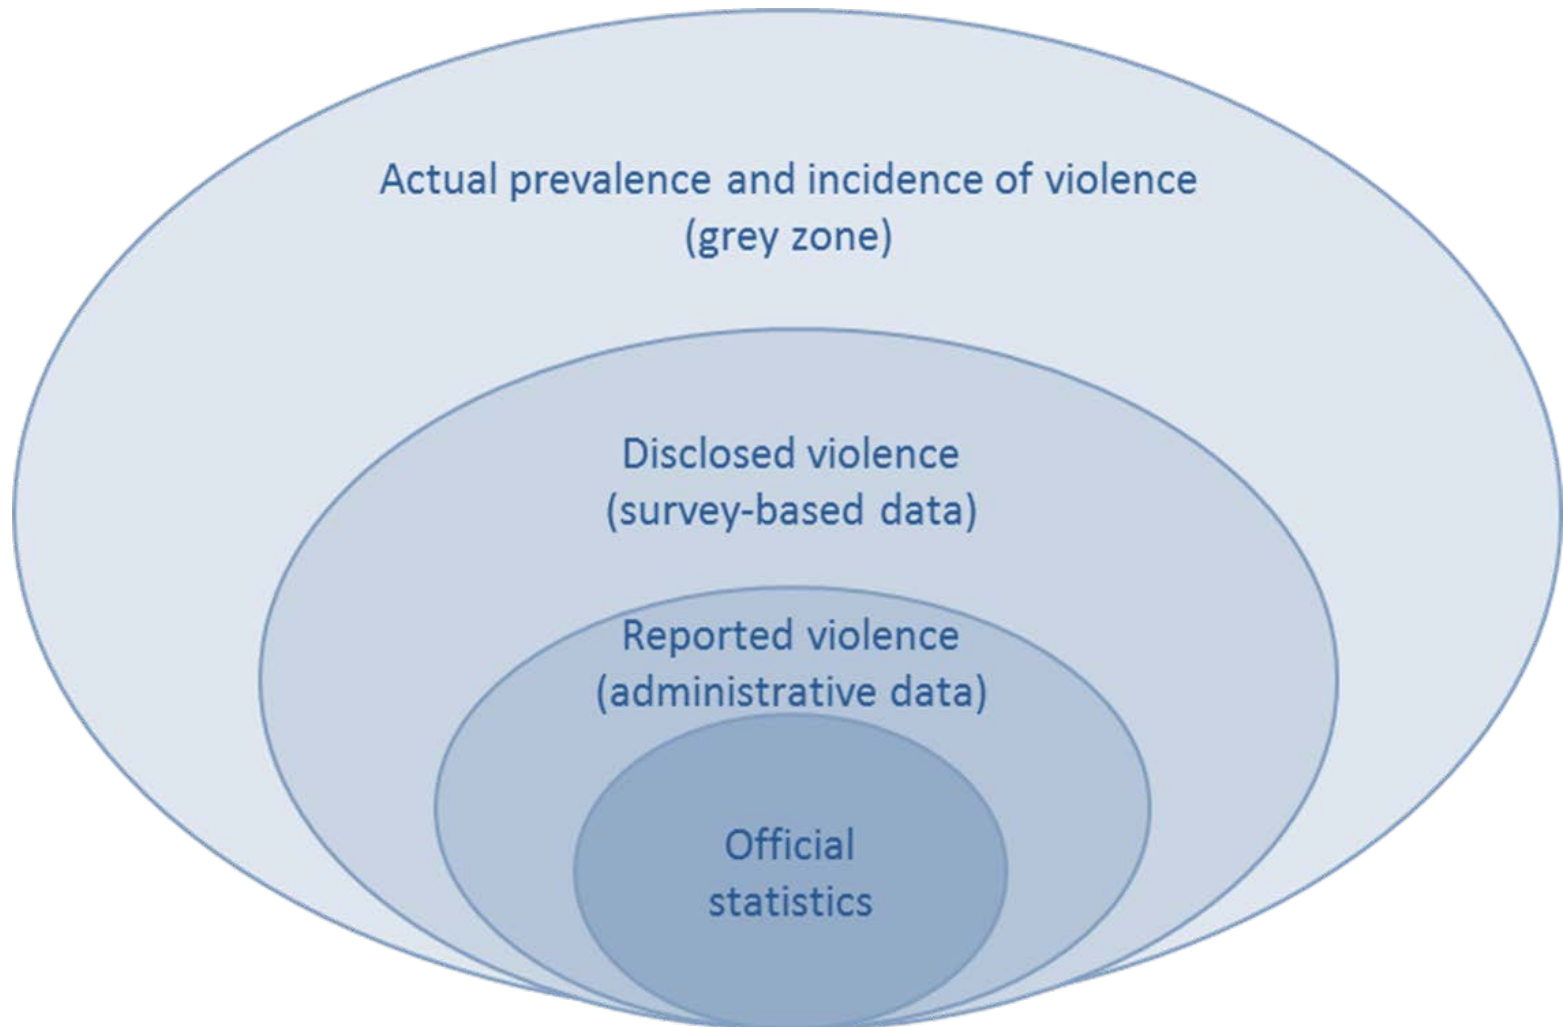 Actual prevalence and incidence of violence
(grey zone)
Disclosed violence
(survey-based data)
Reported violence
(administrative data)
Official
statistics